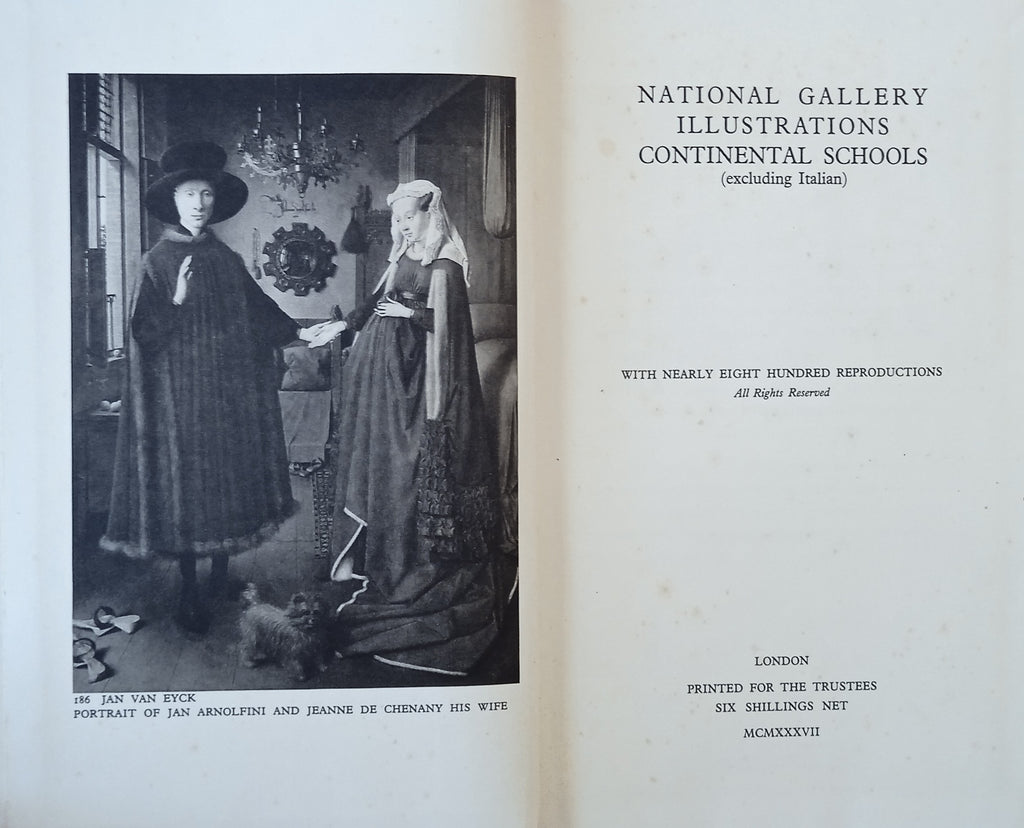 186 JAN VAN EYCK
PORTRAIT OF JAN ARNOLFINI AND JEANNE DE CHENANY HIS WIFE
NATIONAL GALLERY
ILLUSTRATIONS
CONTINENTAL SCHOOLS
(excluding Italian)
WITH NEARLY EIGHT HUNDRED REPRODUCTIONS
All Rights Reserved
LONDON
PRINTED FOR THE TRUSTEES
SIX SHILLINGS NET
MCMXXXVII